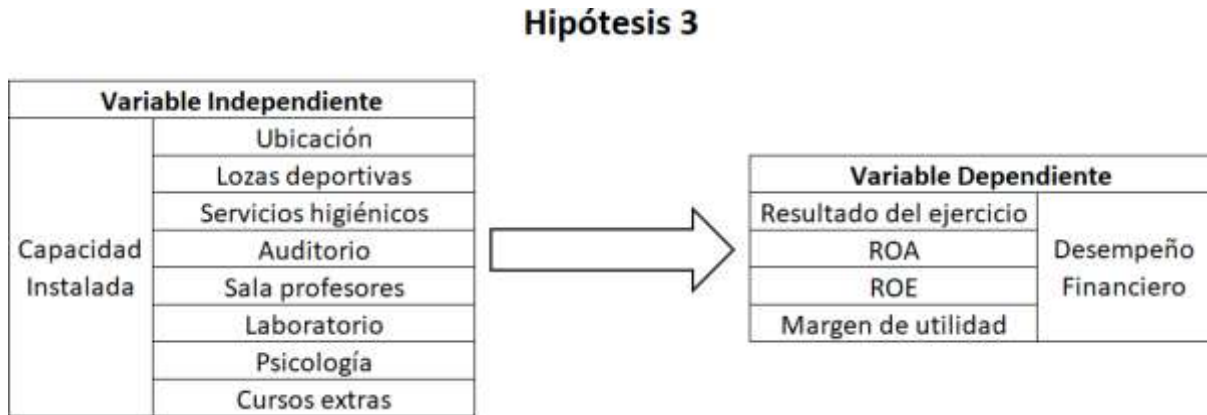 Hipótesis 3
Variable Independiente
Capacidad
Instalada
Ubicación
Lozas deportivas
Servicios higiénicos
Auditorio
Sala profesores
Laboratorio
Psicología
Cursos extras
Variable Dependiente
Resultado del ejercicio
ROA
ROE
Margen de utilidad
Desempeño
Financiero